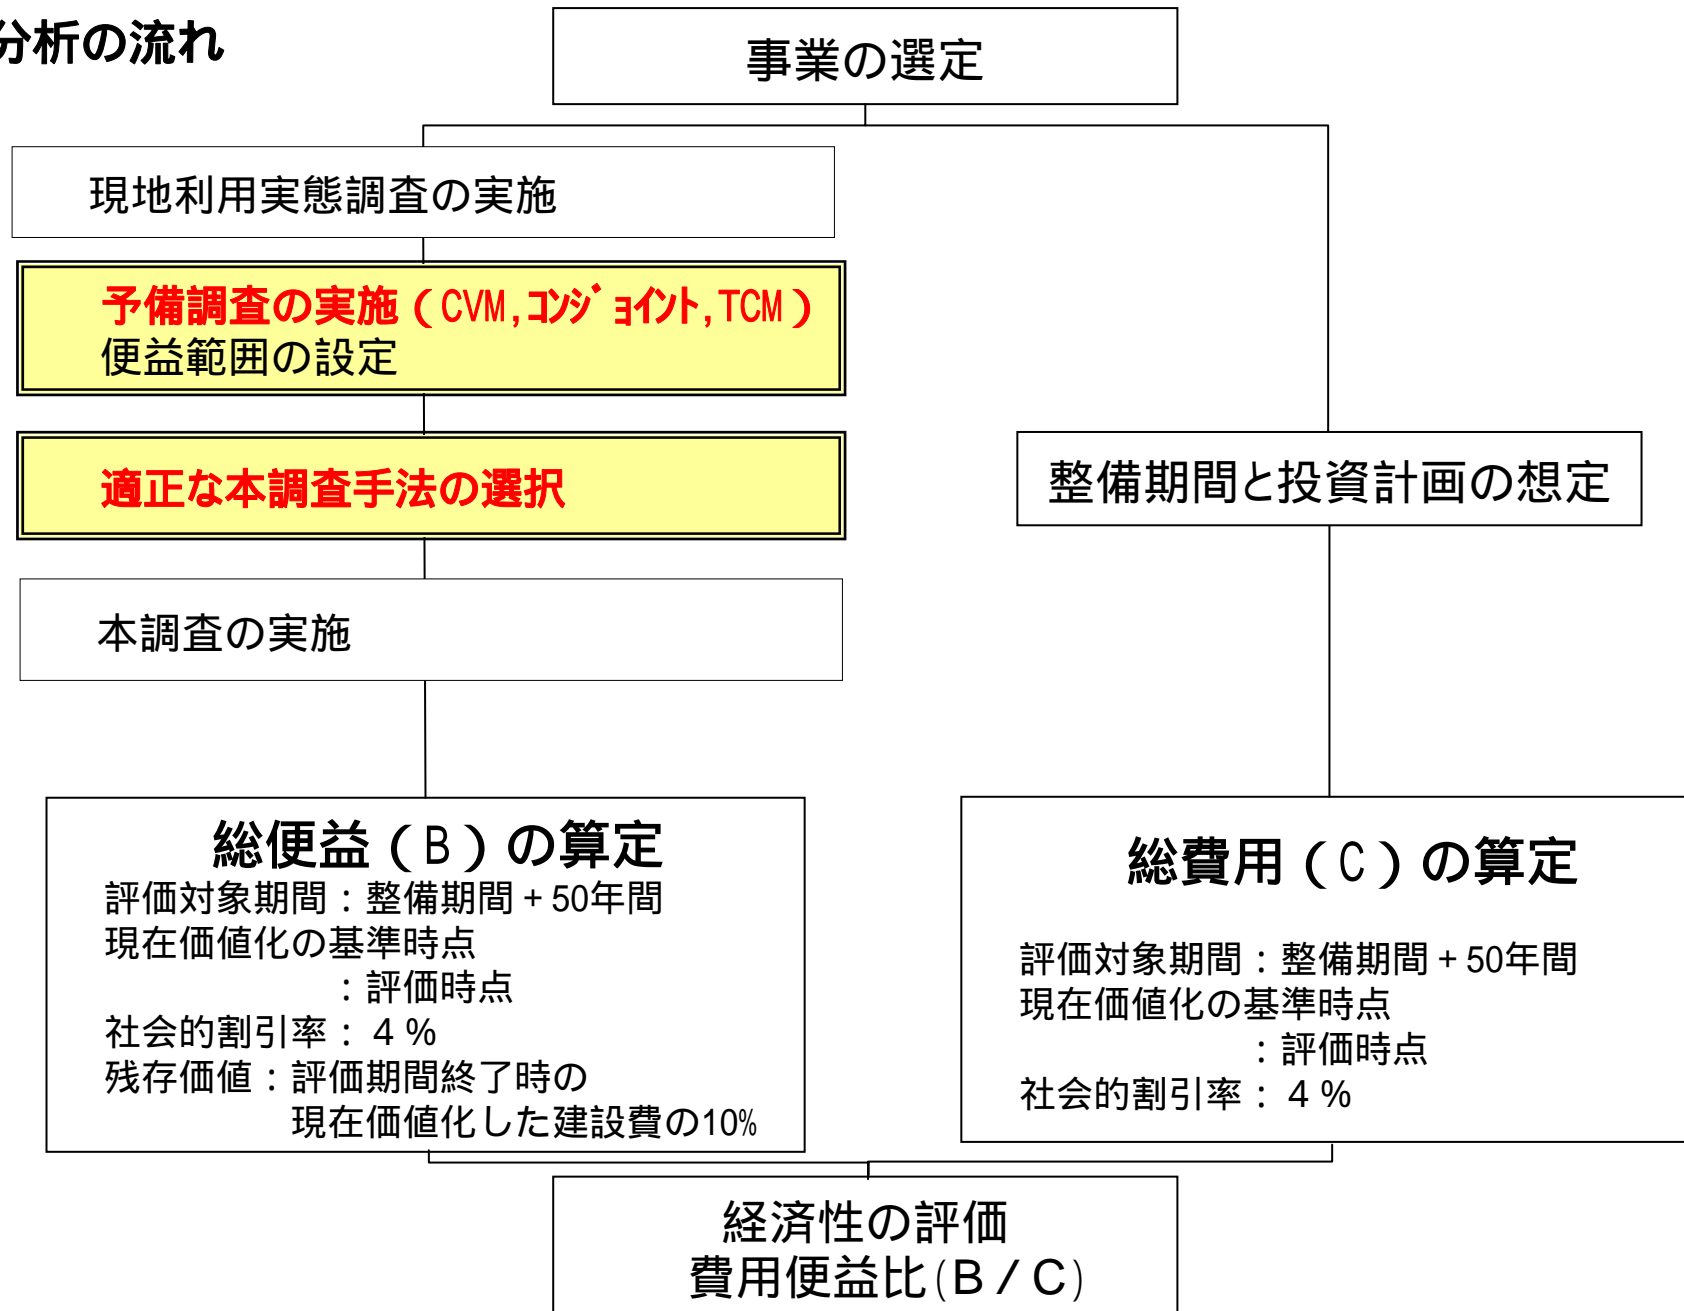 分析の流れ
事業の選定
現地利用実態調査の実施
予備調査の実施（CVM,ｺﾝｼﾞｮｲﾝﾄ,TCM）
便益範囲の設定
適正な本調査手法の選択
整備期間と投資計画の想定
本調査の実施
総便益（B）の算定
評価対象期間：整備期間+50年間
現在価値化の基準時点
：評価時点
社会的割引率：４％
残存価値：評価期間終了時の
現在価値化した建設費の10%
総費用（C）の算定
評価対象期間：整備期間+50年間
現在価値化の基準時点
：評価時点
社会的割引率：４％
経済性の評価
費用便益比(Ｂ／Ｃ)